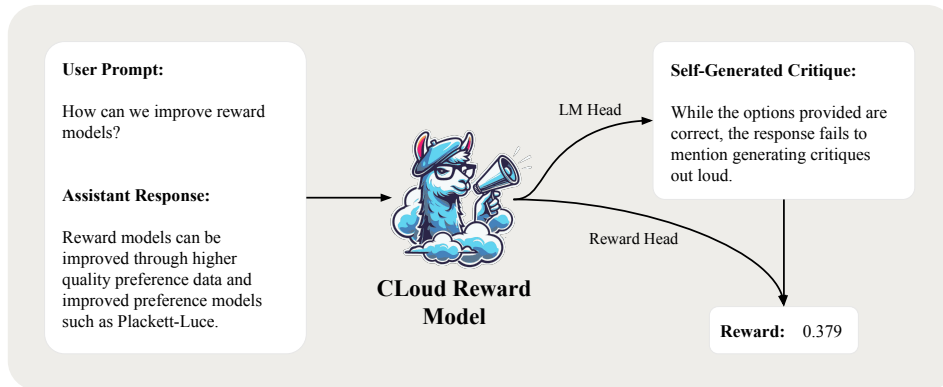 User Prompt:
How can we improve reward
models?
Assistant Response:
Reward models can be
improved through higher
quality preference data and
improved preference models
such as Plackett-Luce.
CLoud Reward
Model
LM Head
Reward Head
Self-Generated Critique:
While the options provided are
correct, the response fails to
mention generating critiques
out loud.
Reward: 0.379